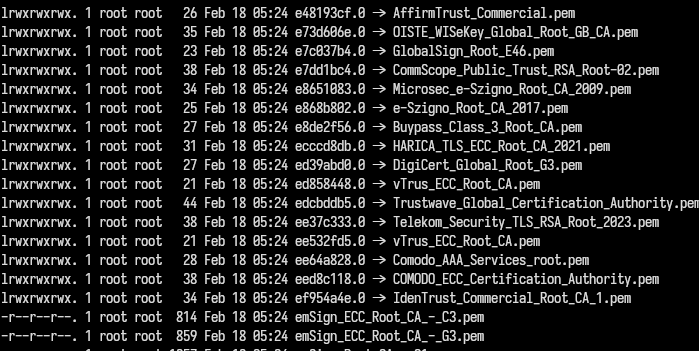 lrwxrwxrwx. 1 root root   26 Feb 18 05:24 e48193cf.0 -> AffirmTrust_Commercial.pem
lrwxrwxrwx. 1 root root   35 Feb 18 05:24 e73d606e.0 -> OISTE_WISeKey_Global_Root_GB_CA.pem
lrwxrwxrwx. 1 root root   23 Feb 18 05:24 e7c037b4.0 -> GlobalSign_Root_E46.pem
lrwxrwxrwx. 1 root root   38 Feb 18 05:24 e7dd1bc4.0 -> CommScope_Public_Trust_RSA_Root-02.pem
lrwxrwxrwx. 1 root root   34 Feb 18 05:24 e8651083.0 -> Microsec_e-Szigno_Root_CA_2009.pem
lrwxrwxrwx. 1 root root   25 Feb 18 05:24 e868b802.0 -> e-Szigno_Root_CA_2017.pem
lrwxrwxrwx. 1 root root   27 Feb 18 05:24 e8de2f56.0 -> Buypass_Class_3_Root_CA.pem
lrwxrwxrwx. 1 root root   31 Feb 18 05:24 ecccd8db.0 -> HARICA_TLS_ECC_Root_CA_2021.pem
lrwxrwxrwx. 1 root root   27 Feb 18 05:24 ed39abd0.0 -> DigiCert_Global_Root_G3.pem
lrwxrwxrwx. 1 root root   21 Feb 18 05:24 ed858448.0 -> vTrus_ECC_Root_CA.pem
lrwxrwxrwx. 1 root root   44 Feb 18 05:24 edcbddb5.0 -> Trustwave_Global_Certification_Authority.pem
lrwxrwxrwx. 1 root root   38 Feb 18 05:24 ee37c333.0 -> Telekom_Security_TLS_RSA_Root_2023.pem
lrwxrwxrwx. 1 root root   21 Feb 18 05:24 ee532fd5.0 -> vTrus_ECC_Root_CA.pem
lrwxrwxrwx. 1 root root   28 Feb 18 05:24 ee64a828.0 -> Comodo_AAA_Services_root.pem
lrwxrwxrwx. 1 root root   38 Feb 18 05:24 eed8c118.0 -> COMODO_ECC_Certification_Authority.pem
lrwxrwxrwx. 1 root root   34 Feb 18 05:24 ef954a4e.0 -> IdenTrust_Commercial_Root_CA_1.pem
-r--r--r--. 1 root root  814 Feb 18 05:24 emSign_ECC_Root_CA_-_C3.pem
-r--r--r--. 1 root root  859 Feb 18 05:24 emSign_ECC_Root_CA_-_G3.pem